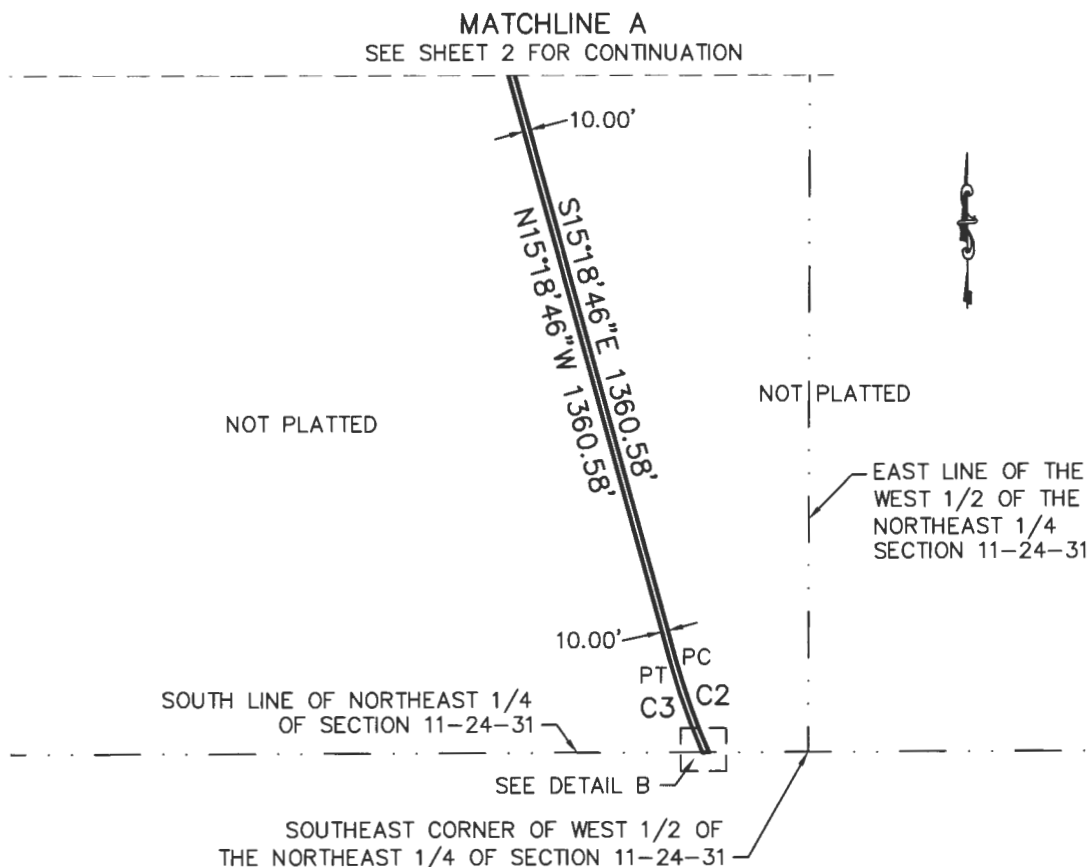 MATCHLINE A
SEE SHEET 2 FOR CONTINUATION
10.00'
S15°18'46"E 1360.58'
N15°18'46"W 1360.58'
NOT PLATTED
NOT PLATTED
EAST LINE OF THE
WEST 1/2 OF THE
NORTHEAST 1/4
SECTION 11-24-31
10.00'
PC
PT
C2
C3
SOUTH LINE OF NORTHEAST 1/4
OF SECTION 11-24-31
SEE DETAIL B
SOUTHEAST CORNER OF WEST 1/2 OF
THE NORTHEAST 1/4 OF SECTION 11-24-31